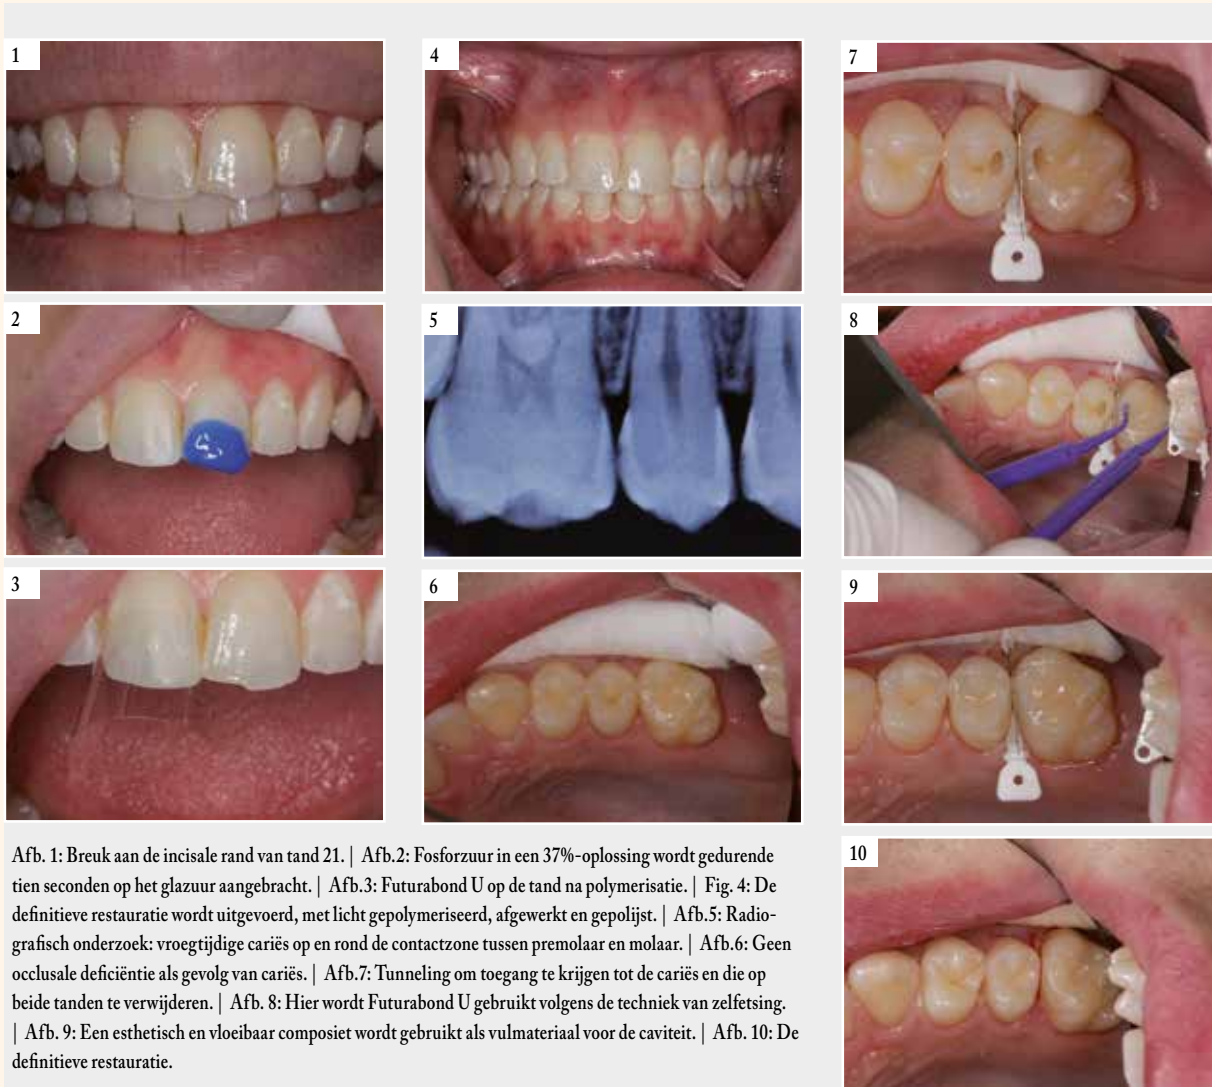 1
4
7
2
5
8
3
6
9
10
Afb. 1: Breuk aan de incisale rand van tand 21. | Afb.2: Fosforzuur in een 37%-oplossing wordt gedurende
tien seconden op het glazuur aangebracht. | Afb.3: Futurabond U op de tand na polymerisatie. | Fig. 4: De
definitieve restauratie wordt uitgevoerd, met licht gepolymeriseerd, afgewerkt en gepolijst. | Afb.5: Radio-
grafisch onderzoek: vroegtijdige cariës op en rond de contactzone tussen premolaar en molaar. | Afb.6: Geen
occlusale deficiëntie als gevolg van cariës. | Afb.7: Tunneling om toegang te krijgen tot de cariës en die op
beide tanden te verwijderen. | Afb. 8: Hier wordt Futurabond U gebruikt volgens de techniek van zelfetsing.
| Afb. 9: Een esthetisch en vloeibaar composiet wordt gebruikt als vulmateriaal voor de caviteit. | Afb. 10: De
definitieve restauratie.